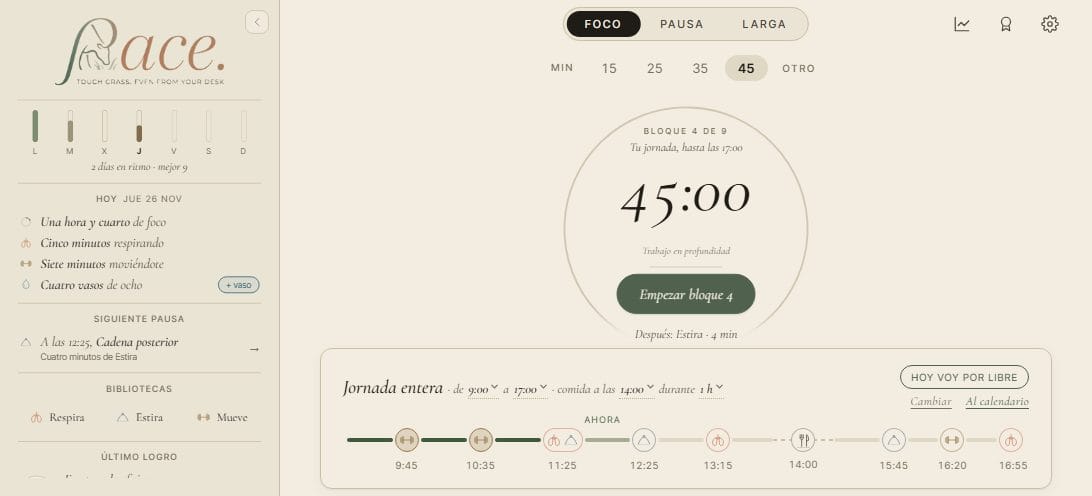 Pace.
TOUCH GRASS. EVEN FROM YOUR DESK
L M X J V S D
2 días en ritmo · mejor 9
HOY JUE 26 NOV
Una hora y cuarto de foco
Cinco minutos respirando
Siete minutos moviéndote
Cuatro vasos de ocho
+ vaso
SIGUIENTE PAUSA
A las 12:25, Cadena posterior
Cuatro minutos de Estira
→
BIBLIOTECAS
Respira Estira Mueve
ÚLTIMO LOGRO
FOCO PAUSA LARGA
MIN 15 25 35 45 OTRO
BLOQUE 4 DE 9
Tu jornada, hasta las 17:00
45:00
Trabajo en profundidad
Empezar bloque 4
Después: Estira · 4 min
Jornada entera · de 9:00 a 17:00 · comida a las 14:00 durante 1 h
HOY VOY POR LIBRE
Cambiar Al calendario
AHORA
9:45 10:35 11:25 12:25 13:15 14:00 15:45 16:20 16:55